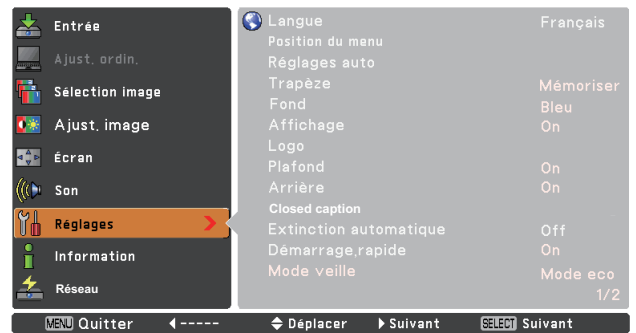 Entrée
Ajust. ordin.
Sélection image
Ajust. image
Écran
Son
Réglages
Information
Réseau
Langue Français
Position du menu
Réglages auto
Trapèze Mémoriser
Fond Bleu
Affichage On
Logo
Plafond On
Arrière On
Closed caption
Extinction automatique Off
Démarrage,rapide On
Mode veille Mode eco
1/2
MENU Quitter ----- Déplacer Suivant SELECT Suivant